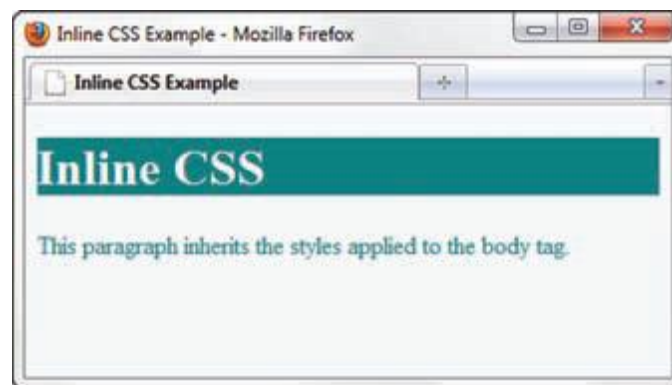 Inline CSS Example - Mozilla Firefox
Inline CSS Example
Inline CSS
This paragraph inherits the styles applied to the body tag.